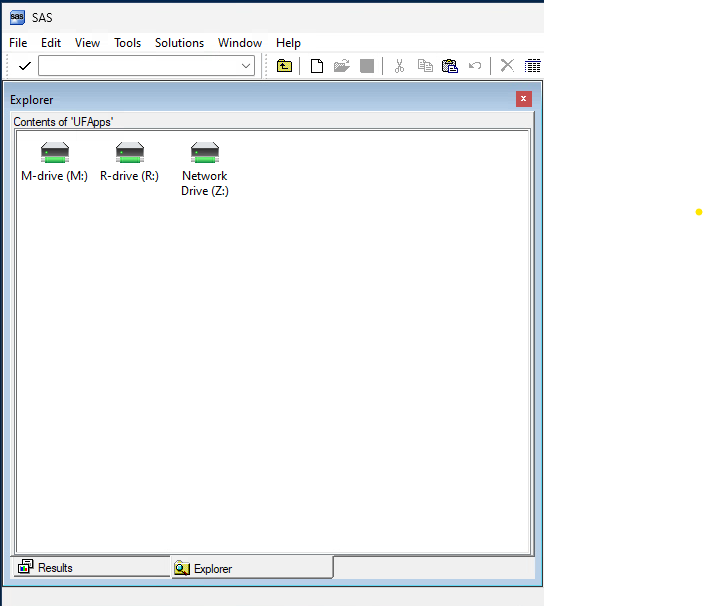 SAS
File Edit View Tools Solutions Window Help
Explorer
Contents of 'UFApps'
M-drive (M:) R-drive (R:) Network
Drive (Z:)
Results Explorer